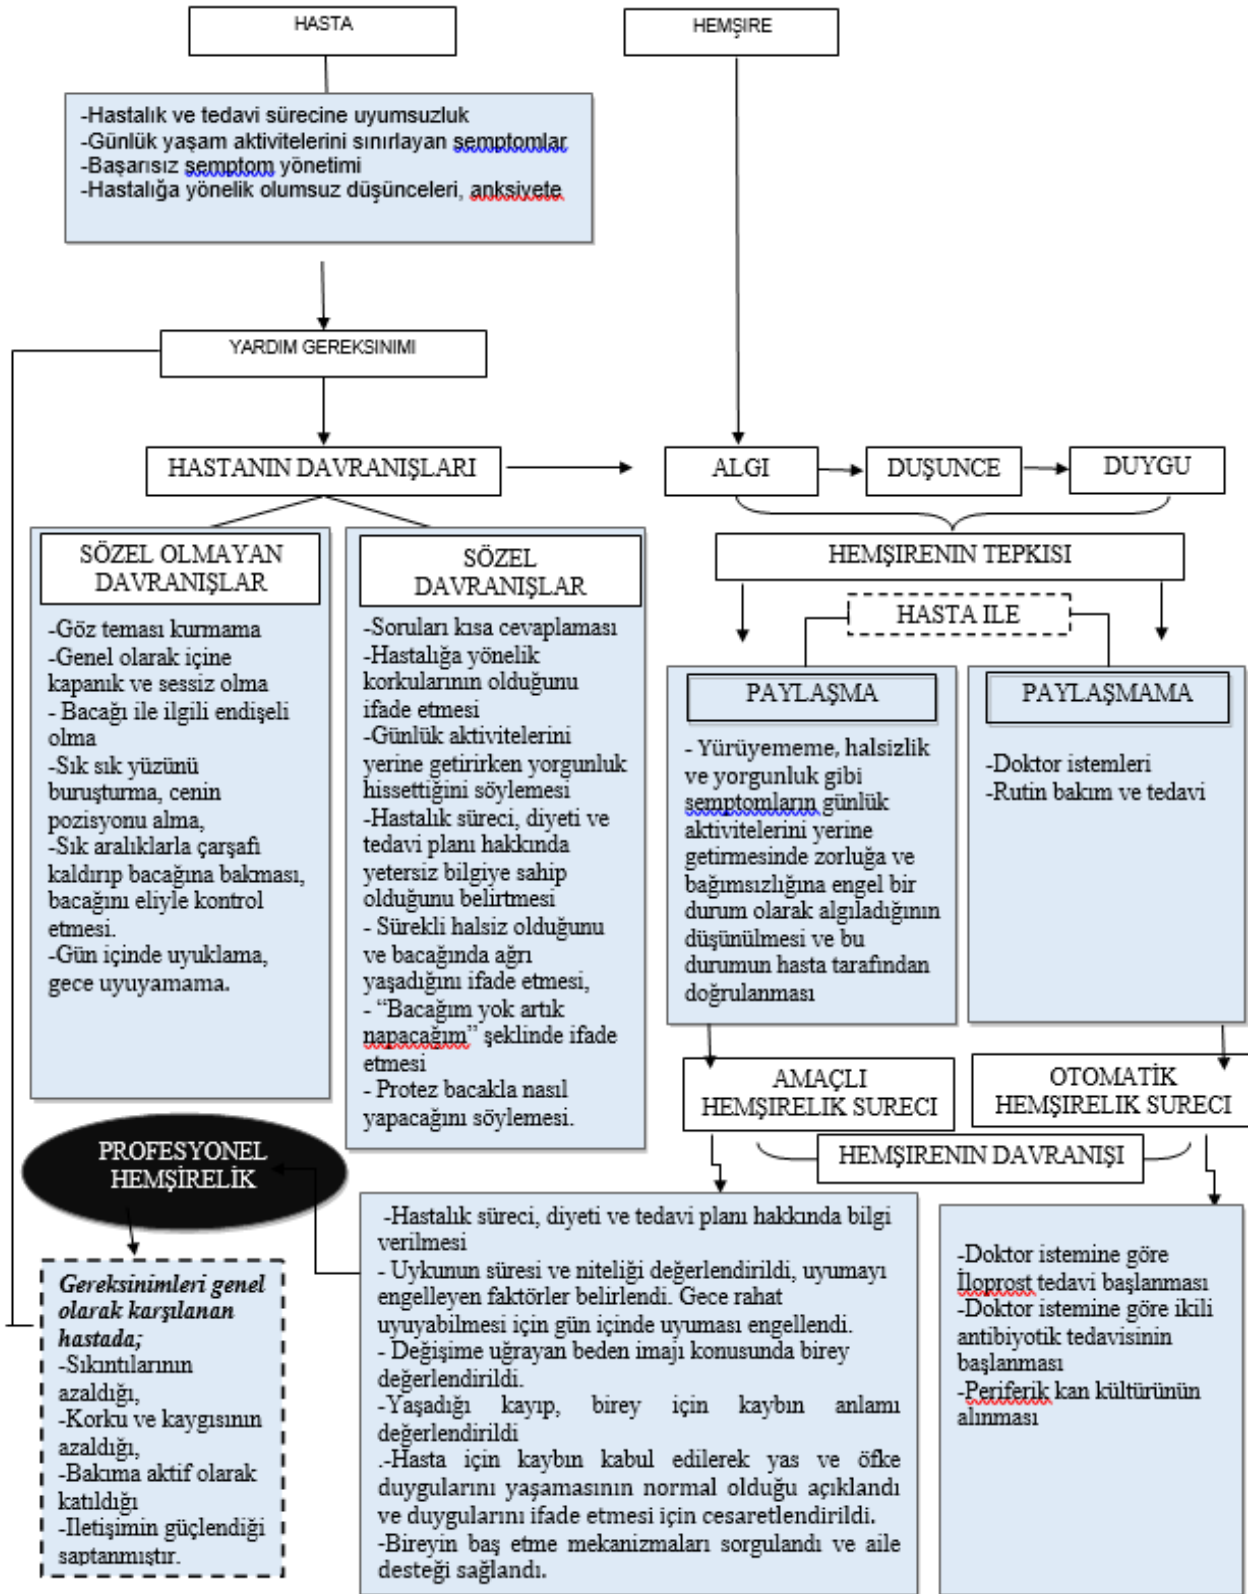 HASTA
HEMŞIRE
-Hastalık ve tedavi sürecine uyumsuzluk
-Günlük yaşam aktivitelerini sınırlayan semptomlar
-Başarısız semptom yönetimi
-Hastalığa yönelik olumsuz düşünceleri, anksiyete
YARDIM GEREKSINIMI
HASTANIN DAVRANIŞLARI
ALGI
DUŞUNCE
DUYGU
SÖZEL OLMAYAN
DAVRANIŞLAR
-Göz teması kurmama
-Genel olarak içine
kapanık ve sessiz olma
- Bacağı ile ilgili endişeli
olma
-Sık sık yüzünü
buruşturma, cenin
pozisyonu alma,
-Sık aralıklarla çarşafı
kaldırıp bacağına bakması,
bacağını eliyle kontrol
etmesi.
-Gün içinde uyuklama,
gece uyuyamama.
SÖZEL
DAVRANIŞLAR
-Soruları kısa cevaplaması
-Hastalığa yönelik
korkularının olduğunu
ifade etmesi
-Günlük aktivitelerini
yerine getirirken yorgunluk
hissettiğini söylemesi
-Hastalık süreci, diyeti ve
tedavi planı hakkında
yetersiz bilgiye sahip
olduğunu belirtmesi
- Sürekli halsiz olduğunu
ve bacağında ağrı
yaşadığını ifade etmesi,
- “Bacağım yok artık
napacağım” şeklinde ifade
etmesi
- Protez bacakla nasıl
yapacağını söylemesi.
HEMŞIRENIN TEPKISI
HASTA ILE
PAYLAŞMA
- Yürüyememe, halsizlik
ve yorgunluk gibi
semptomların günlük
aktivitelerini yerine
getirmesinde zorluğa ve
bağımsızlığına engel bir
durum olarak algıladığının
düşünülmesi ve bu
durumun hasta tarafından
doğrulanması
PAYLAŞMAMA
-Doktor istemleri
-Rutin bakım ve tedavi
AMAÇLI
HEMŞIRELIK SURECI
OTOMATİK
HEMŞIRELIK SURECI
HEMŞIRENIN DAVRANIŞI
PROFESYONEL
HEMŞİRELİK
-Hastalık süreci, diyeti ve tedavi planı hakkında bilgi
verilmesi
- Uykunun süresi ve niteliği değerlendirildi, uyumayı
engelleyen faktörler belirlendi. Gece rahat
uyuyabilmesi için gün içinde uyuması engellendi.
- Değişime uğrayan beden imajı konusunda birey
değerlendirildi.
-Yaşadığı kayıp, birey için kaybın anlamı
değerlendirildi
.-Hasta için kaybın kabul edilerek yas ve öfke
duygularını yaşamasının normal olduğu açıklandı
ve duygularını ifade etmesi için cesaretlendirildi.
-Bireyin baş etme mekanizmaları sorgulandı ve aile
desteği sağlandı.
-Doktor istemine göre
İloprost tedavi başlanması
-Doktor istemine göre ikili
antibiyotik tedavisinin
başlanması
-Periferik kan kültürünün
alınması
Gereksinimleri genel
olarak karşılanan
hastada;
-Sıkıntılarının
azaldığı,
-Korku ve kaygısının
azaldığı,
-Bakıma aktif olarak
katıldığı
-Iletişimin güçlendiği
saptanmıştır.